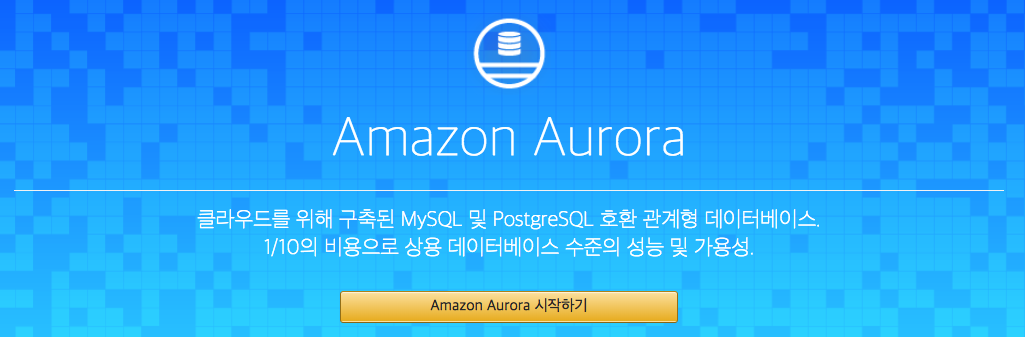 Amazon Aurora
클라우드를 위해 구축된 MySQL 및 PostgreSQL 호환 관계형 데이터베이스.
1/10의 비용으로 상용 데이터베이스 수준의 성능 및 가용성.
Amazon Aurora 시작하기